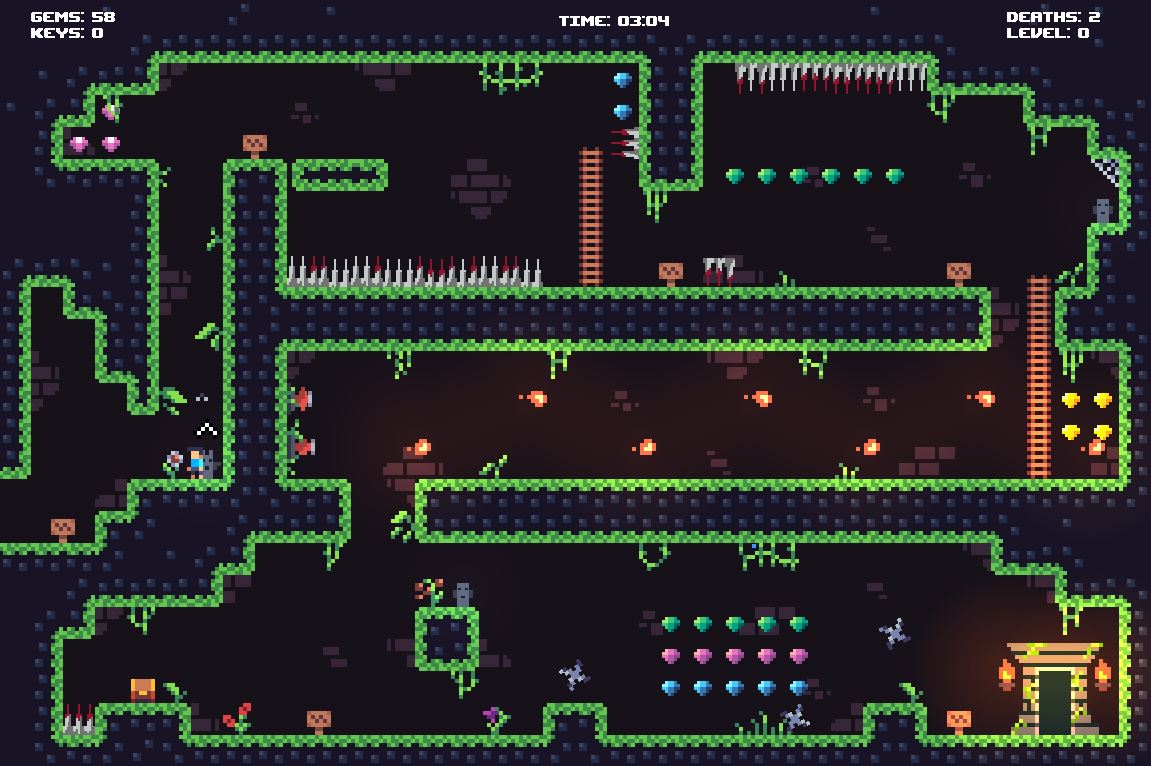 GEMS: 58
KEYS: 0
TIME: 03:04
DEATHS: 2
LEVEL: 0